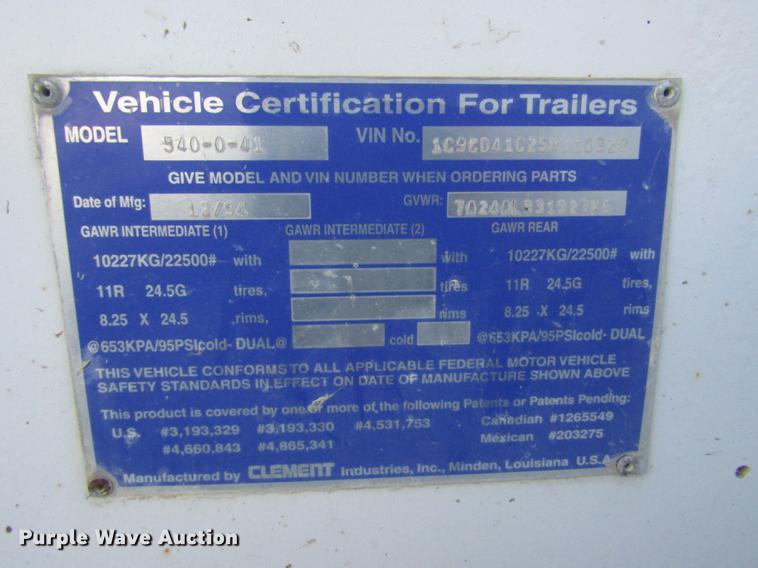 Vehicle Certification For Trailers
MODEL 540-0-41 VIN No.
GIVE MODEL AND VIN NUMBER WHEN ORDERING PARTS
Date of Mfg: GVWR:
GAWR INTERMEDIATE (1) GAWR INTERMEDIATE (2) GAWR REAR
10227KG/22500# with with 10227KG/22500# with
11R 24.5G tires, tires 11R 24.5G tires,
8.25 X 24.5 rims, rims 8.25 X 24.5 rims,
@653KPA/95PSIcold- DUAL@ cold @653KPA/95PSIcold- DUAL
THIS VEHICLE CONFORMS TO ALL APPLICABLE FEDERAL MOTOR VEHICLE
SAFETY STANDARDS IN EFFECT ON DATE OF MANUFACTURE SHOWN ABOVE
This product is covered by one or more of the following Patents or Patents Pending:
U.S. #3,193,329 #3,193,330 #4,531,753 Canadian #1265549
#4,660,843 #4,865,341 Mexican #203275
Manufactured by CLEMENT Industries, Inc., Minden, Louisiana U.S.A.
Purple Wave Auction